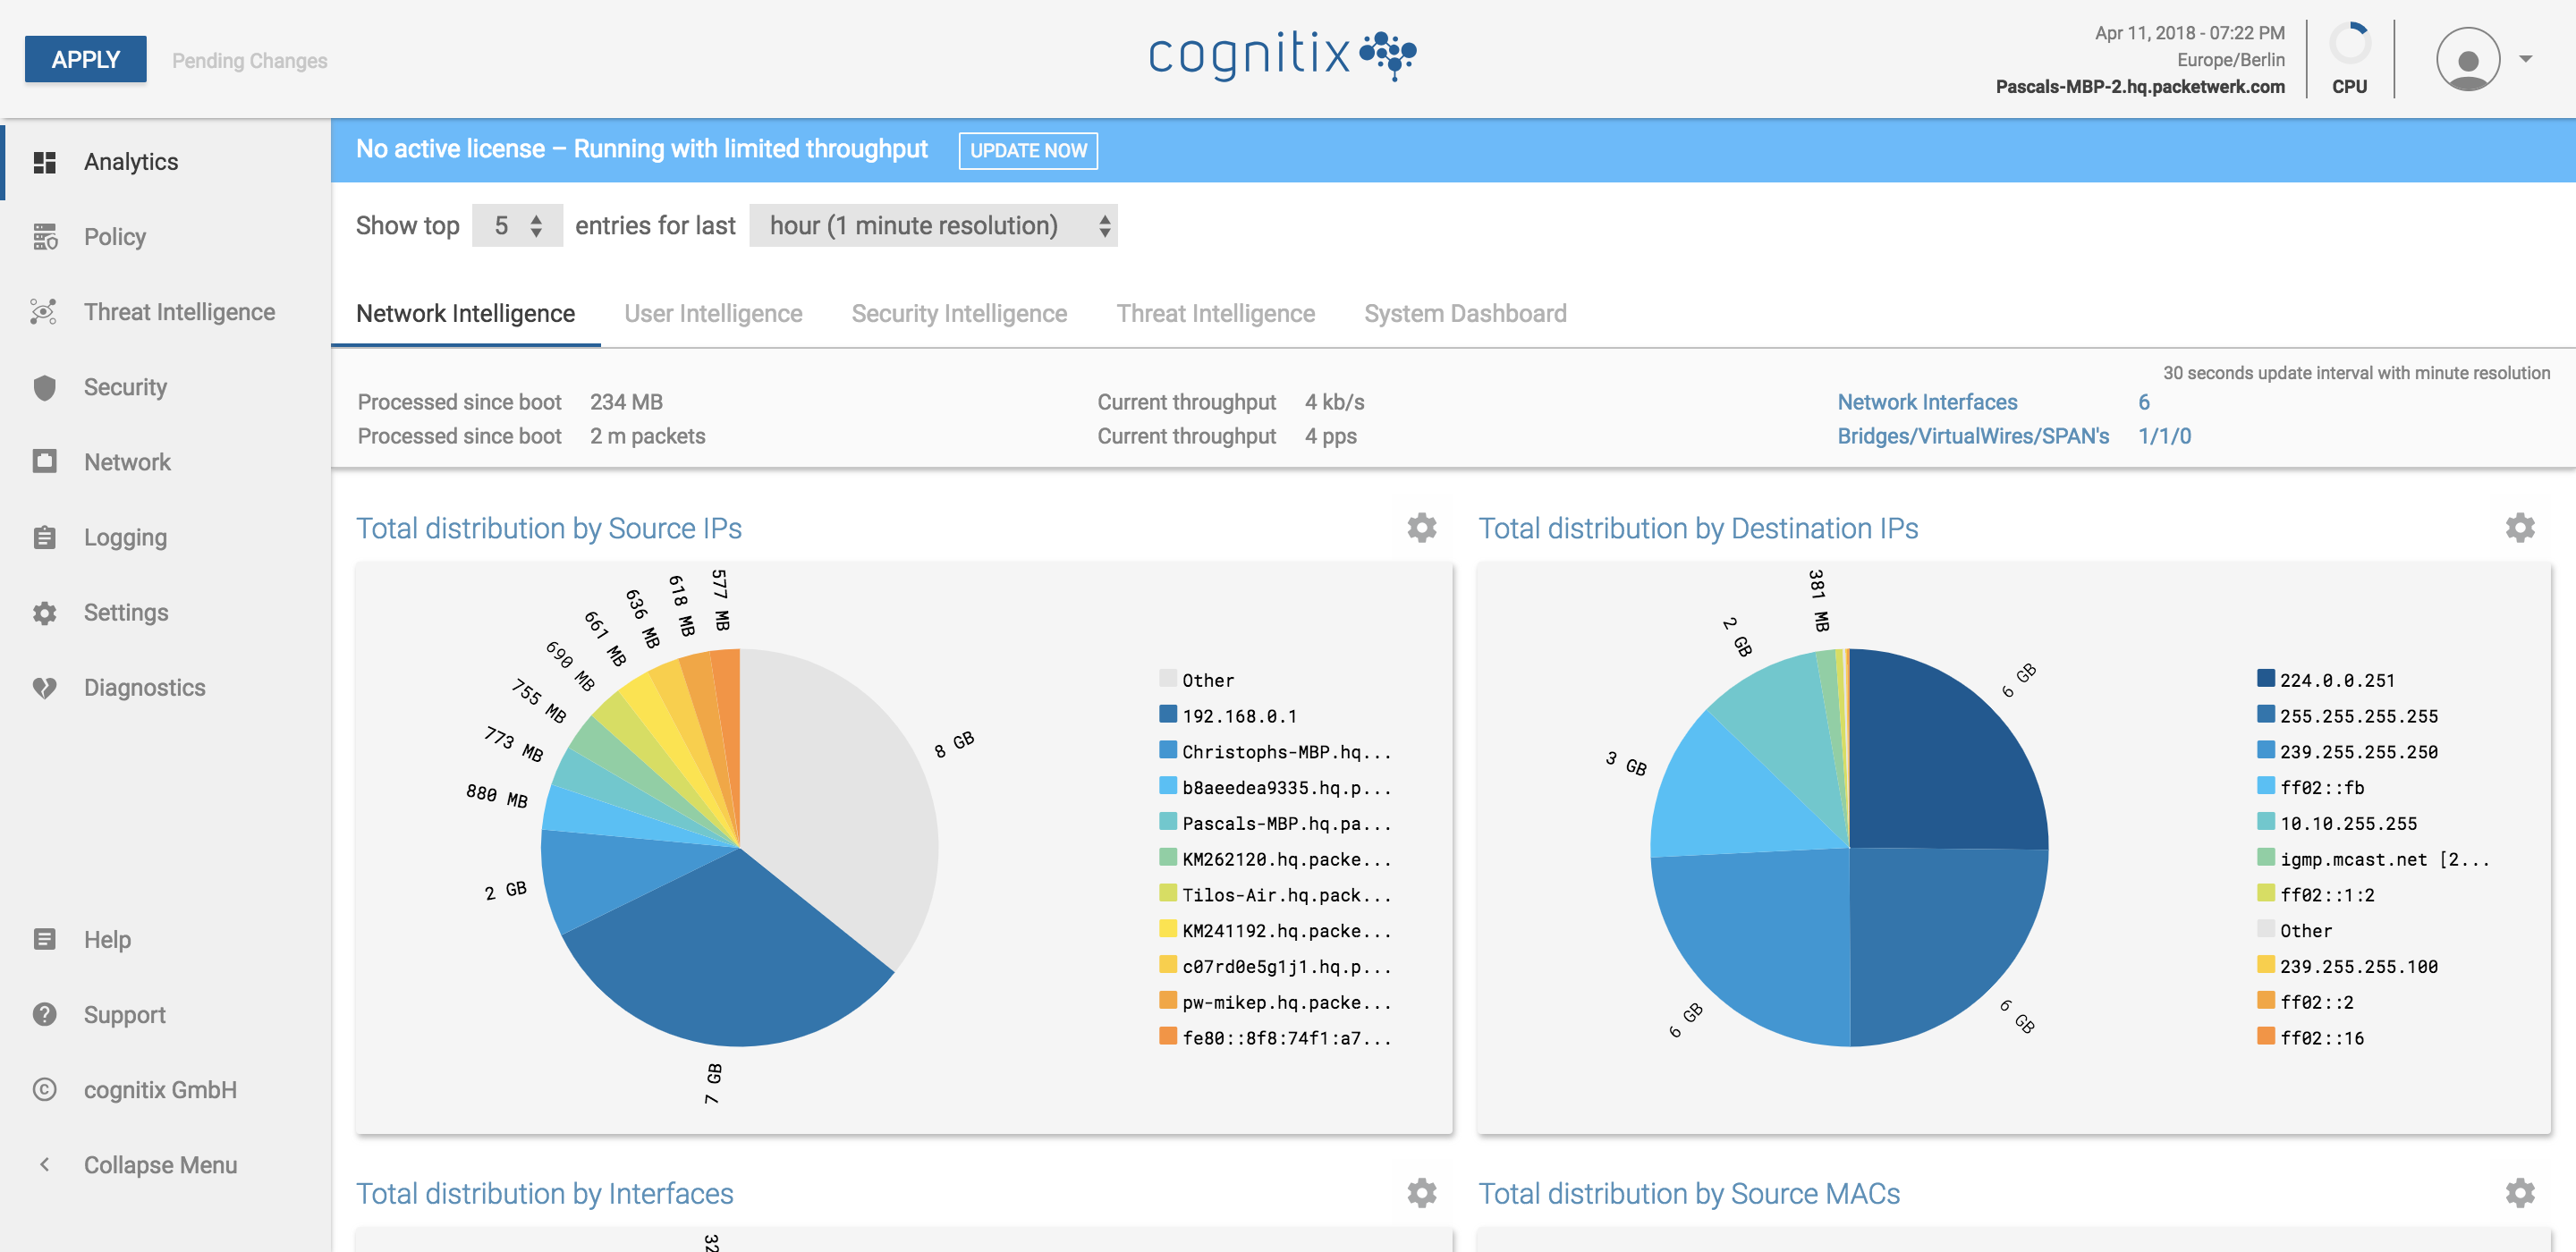 APPLY
Pending Changes
cognitix
Apr 11, 2018 - 07:22 PM
Europe/Berlin
Pascals-MBP-2.hq.packetwerk.com
CPU
Analytics
Policy
Threat Intelligence
Security
Network
Logging
Settings
Diagnostics
Help
Support
cognitix GmbH
Collapse Menu
No active license – Running with limited throughput
UPDATE NOW
Show top 5 entries for last hour (1 minute resolution)
Network Intelligence
User Intelligence
Security Intelligence
Threat Intelligence
System Dashboard
30 seconds update interval with minute resolution
Processed since boot 234 MB
Processed since boot 2 m packets
Current throughput 4 kb/s
Current throughput 4 pps
Network Interfaces 6
Bridges/VirtualWires/SPAN's 1/1/0
Total distribution by Source IPs
577 MB
618 MB
636 MB
661 MB
690 MB
755 MB
773 MB
880 MB
2 GB
7 GB
8 GB
Other
192.168.0.1
Christophs-MBP.hq...
b8aeedea9335.hq.p...
Pascals-MBP.hq.pa...
KM262120.hq.packe...
Tilos-Air.hq.pack...
KM241192.hq.packe...
c07rd0e5g1j1.hq.p...
pw-mikep.hq.packe...
fe80::8f8:74f1:a7...
Total distribution by Destination IPs
381 MB
2 GB
3 GB
6 GB
6 GB
6 GB
224.0.0.251
255.255.255.255
239.255.255.250
ff02::fb
10.10.255.255
igmp.mcast.net [2...
ff02::1:2
Other
239.255.255.100
ff02::2
ff02::16
Total distribution by Interfaces
32
Total distribution by Source MACs